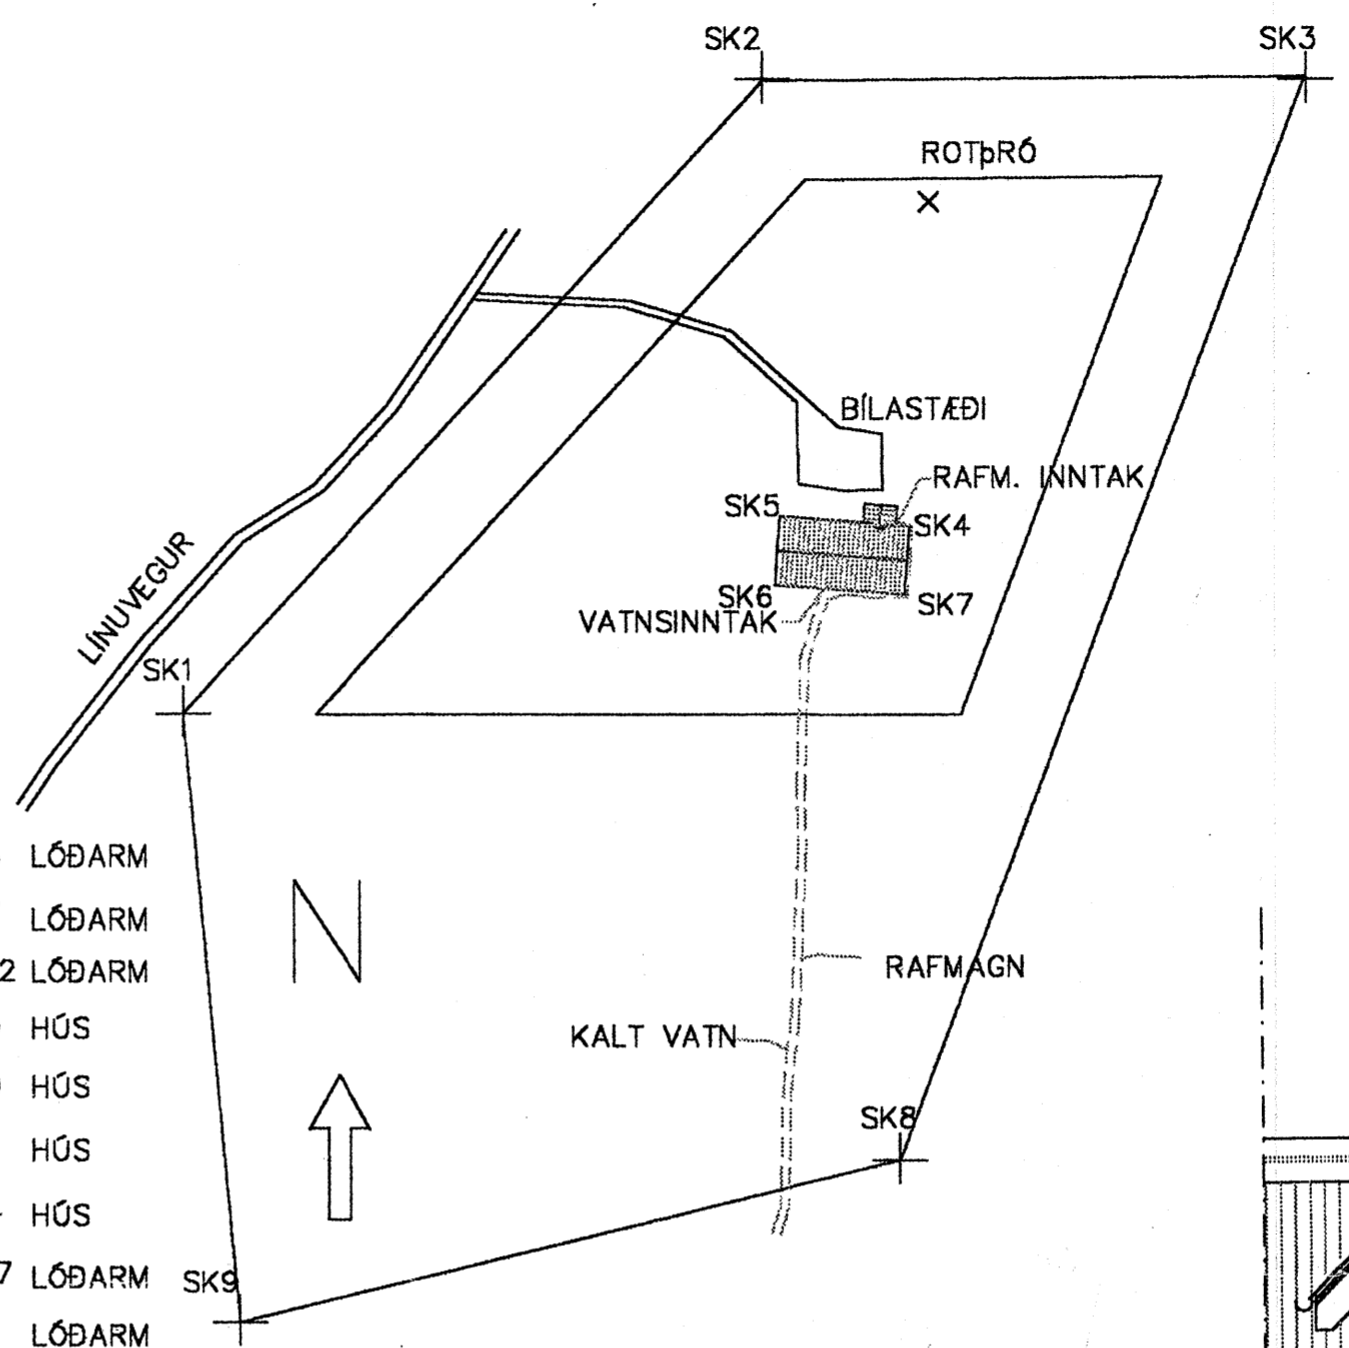 SK2
SK3
ROTÞRÓ
BÍLASTÆÐI
RAFM. INNTAK
SK5
SK4
LÍNUVEGUR
SK6
SK7
VATNSINNTAK
SK1
LÓÐARM
N
LÓÐARM
2 LÓÐARM
RAFMAGN
HÚS
KALT VATN
HÚS
SK8
HÚS
HÚS
7 LÓÐARM
SK9
LÓÐARM